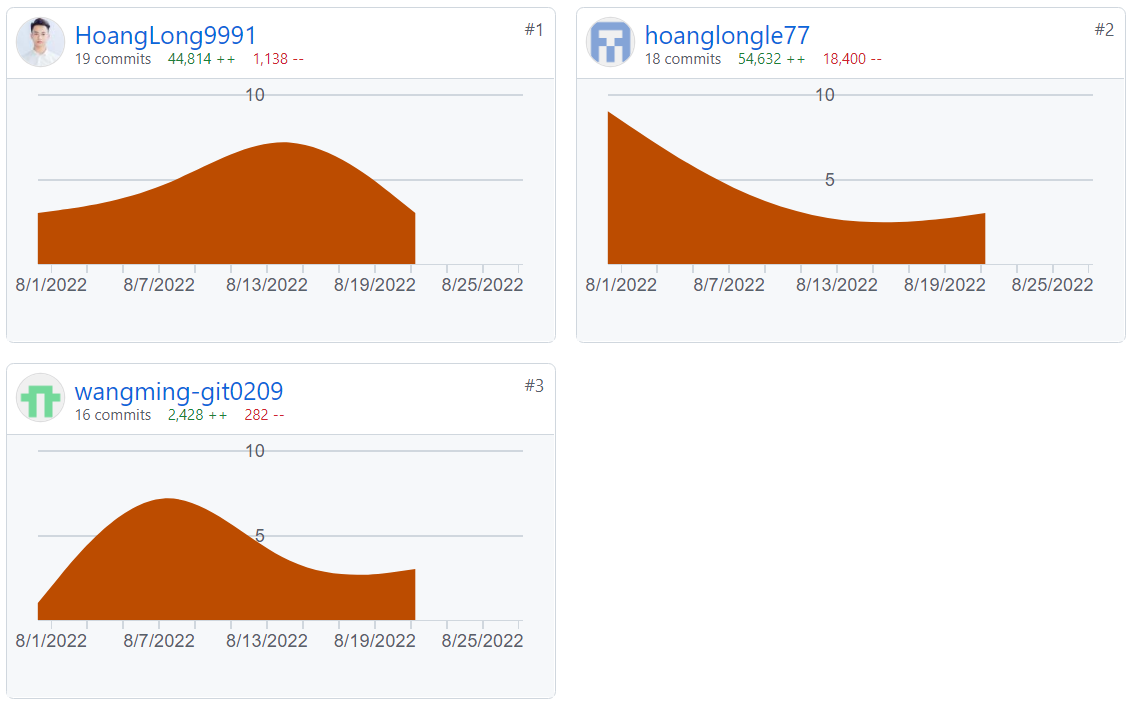 HoangLong9991
#1
19 commits 44,814 ++ 1,138 --
10
8/1/2022 8/7/2022 8/13/2022 8/19/2022 8/25/2022
hoanglongle77
#2
18 commits 54,632 ++ 18,400 --
10
5
8/1/2022 8/7/2022 8/13/2022 8/19/2022 8/25/2022
wangming-git0209
#3
16 commits 2,428 ++ 282 --
10
5
8/1/2022 8/7/2022 8/13/2022 8/19/2022 8/25/2022